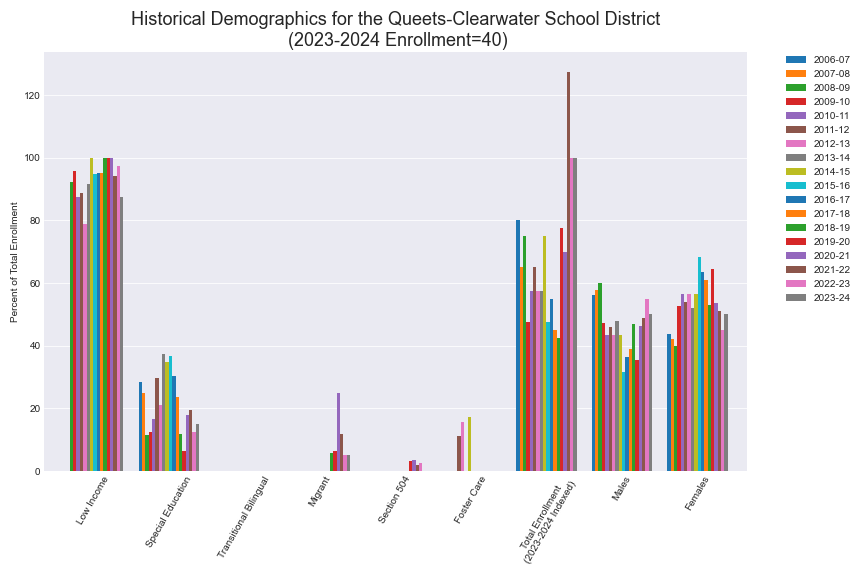 Historical Demographics for the Queets-Clearwater School District
(2023-2024 Enrollment=40)
Percent of Total Enrollment
120
100
80
60
40
20
0
Low Income
Special Education
Transitional Bilingual
Migrant
Section 504
Foster Care
Total Enrollment
(2023-2024 Indexed)
Males
Females
2006-07
2007-08
2008-09
2009-10
2010-11
2011-12
2012-13
2013-14
2014-15
2015-16
2016-17
2017-18
2018-19
2019-20
2020-21
2021-22
2022-23
2023-24